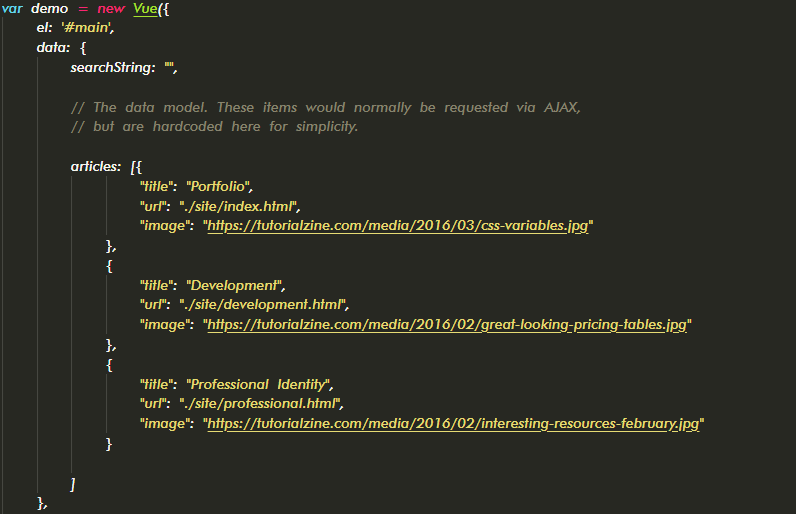 var demo = new Vue({
el: '#main',
data: {
searchString: "",
// The data model. These items would normally be requested via AJAX,
// but are hardcoded here for simplicity.
articles: [{
"title": "Portfolio",
"url": "./site/index.html",
"image": "https://tutorialzine.com/media/2016/03/css-variables.jpg"
},
{
"title": "Development",
"url": "./site/development.html",
"image": "https://tutorialzine.com/media/2016/02/great-looking-pricing-tables.jpg"
},
{
"title": "Professional Identity",
"url": "./site/professional.html",
"image": "https://tutorialzine.com/media/2016/02/interesting-resources-february.jpg"
}
]
},